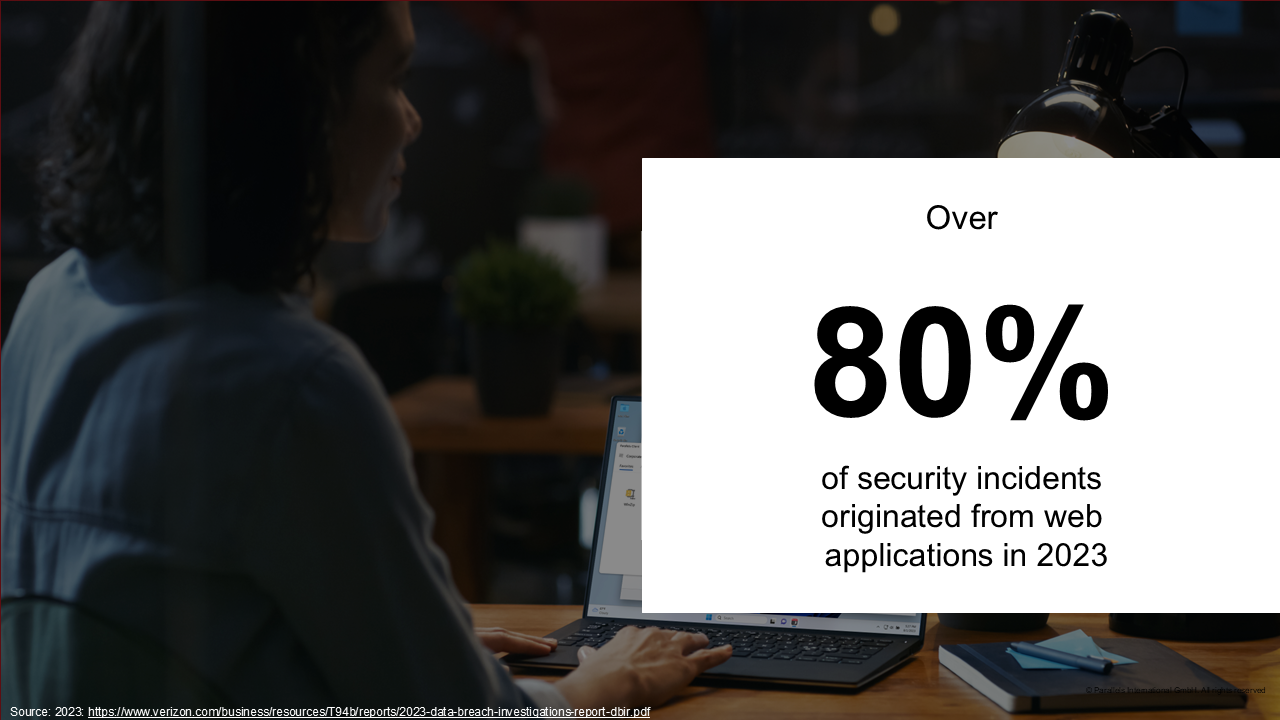 Over
80%
of security incidents
originated from web
applications in 2023
© Parallels International GmbH. All rights reserved
Source: 2023: https://www.verizon.com/business/resources/T94b/reports/2023-data-breach-investigations-report-dbir.pdf